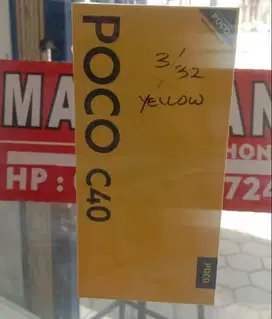 POCO
3/32
YELLOW
POCO C40
MA
AN
HON
HP :
724
POCO